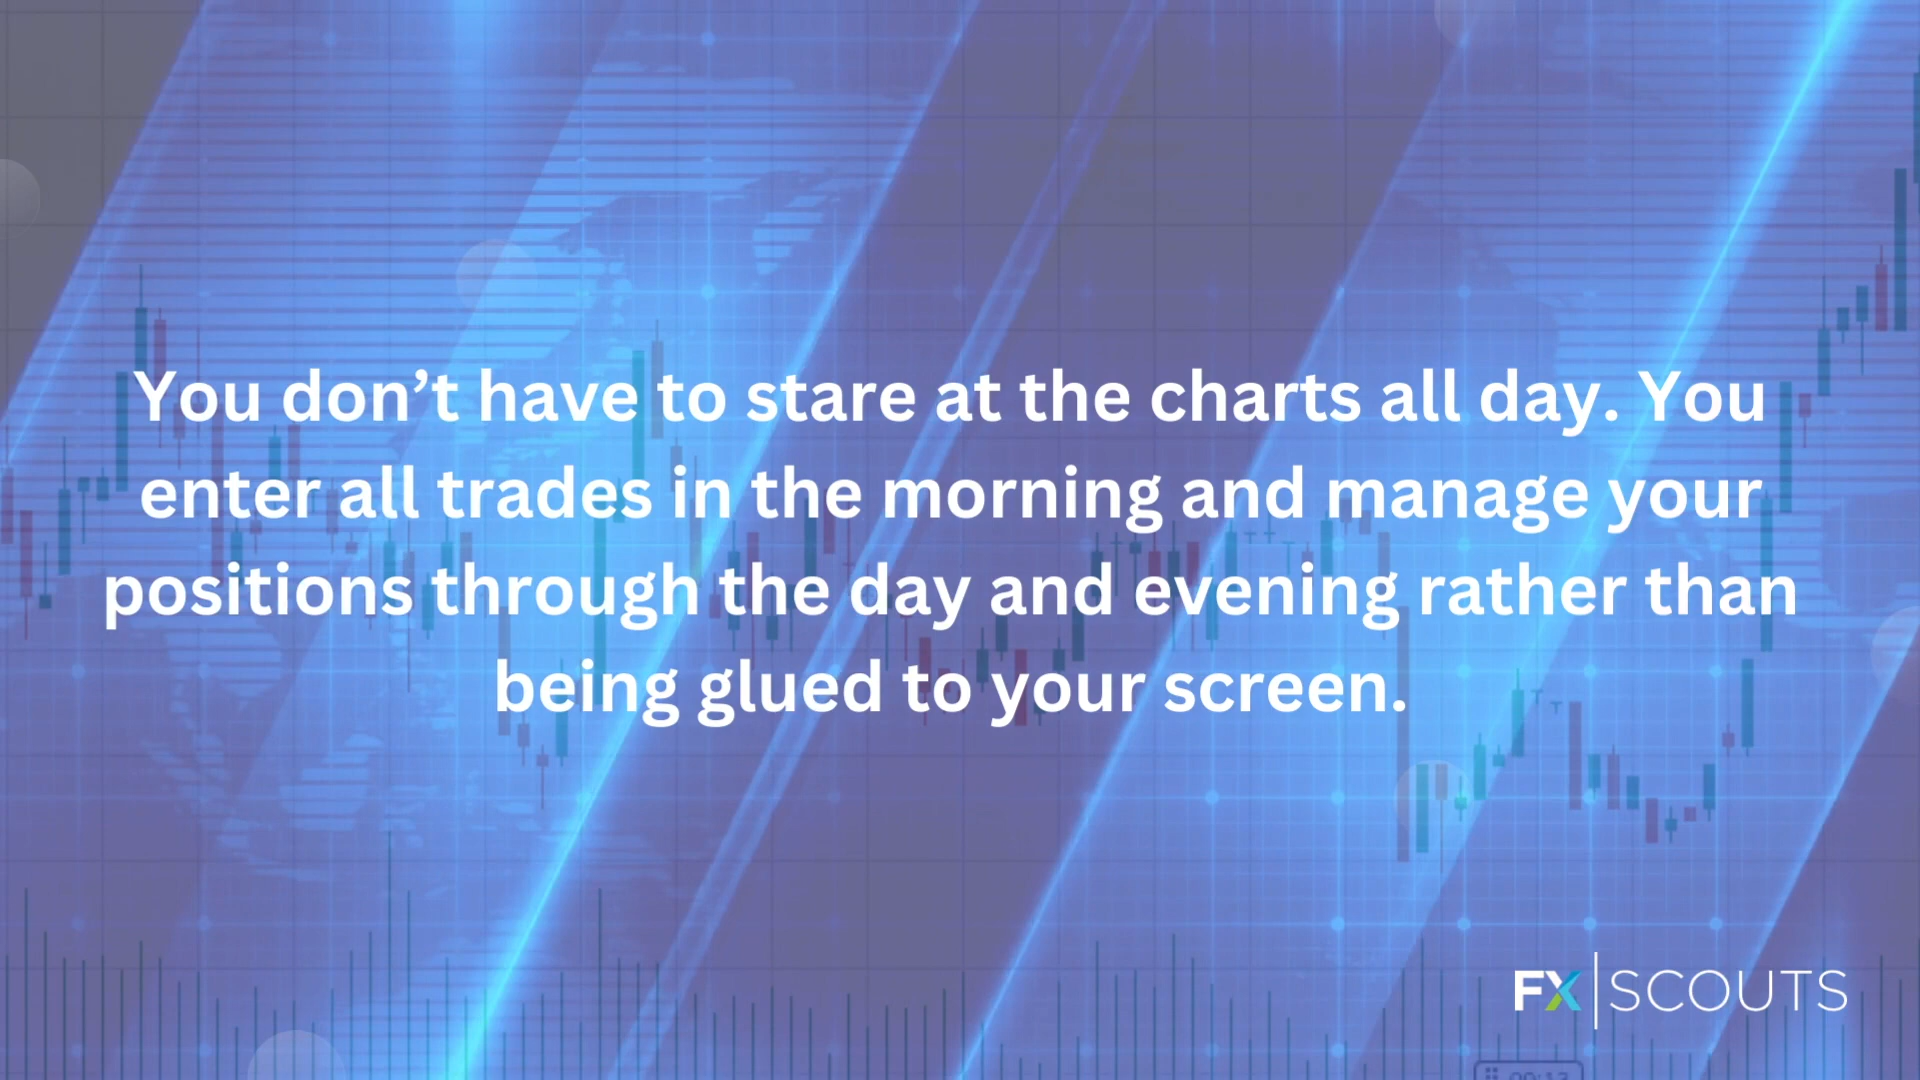 You don’t have to stare at the charts all day. You
enter all trades in the morning and manage your
positions through the day and evening rather than
being glued to your screen.
FX|SCOUTS